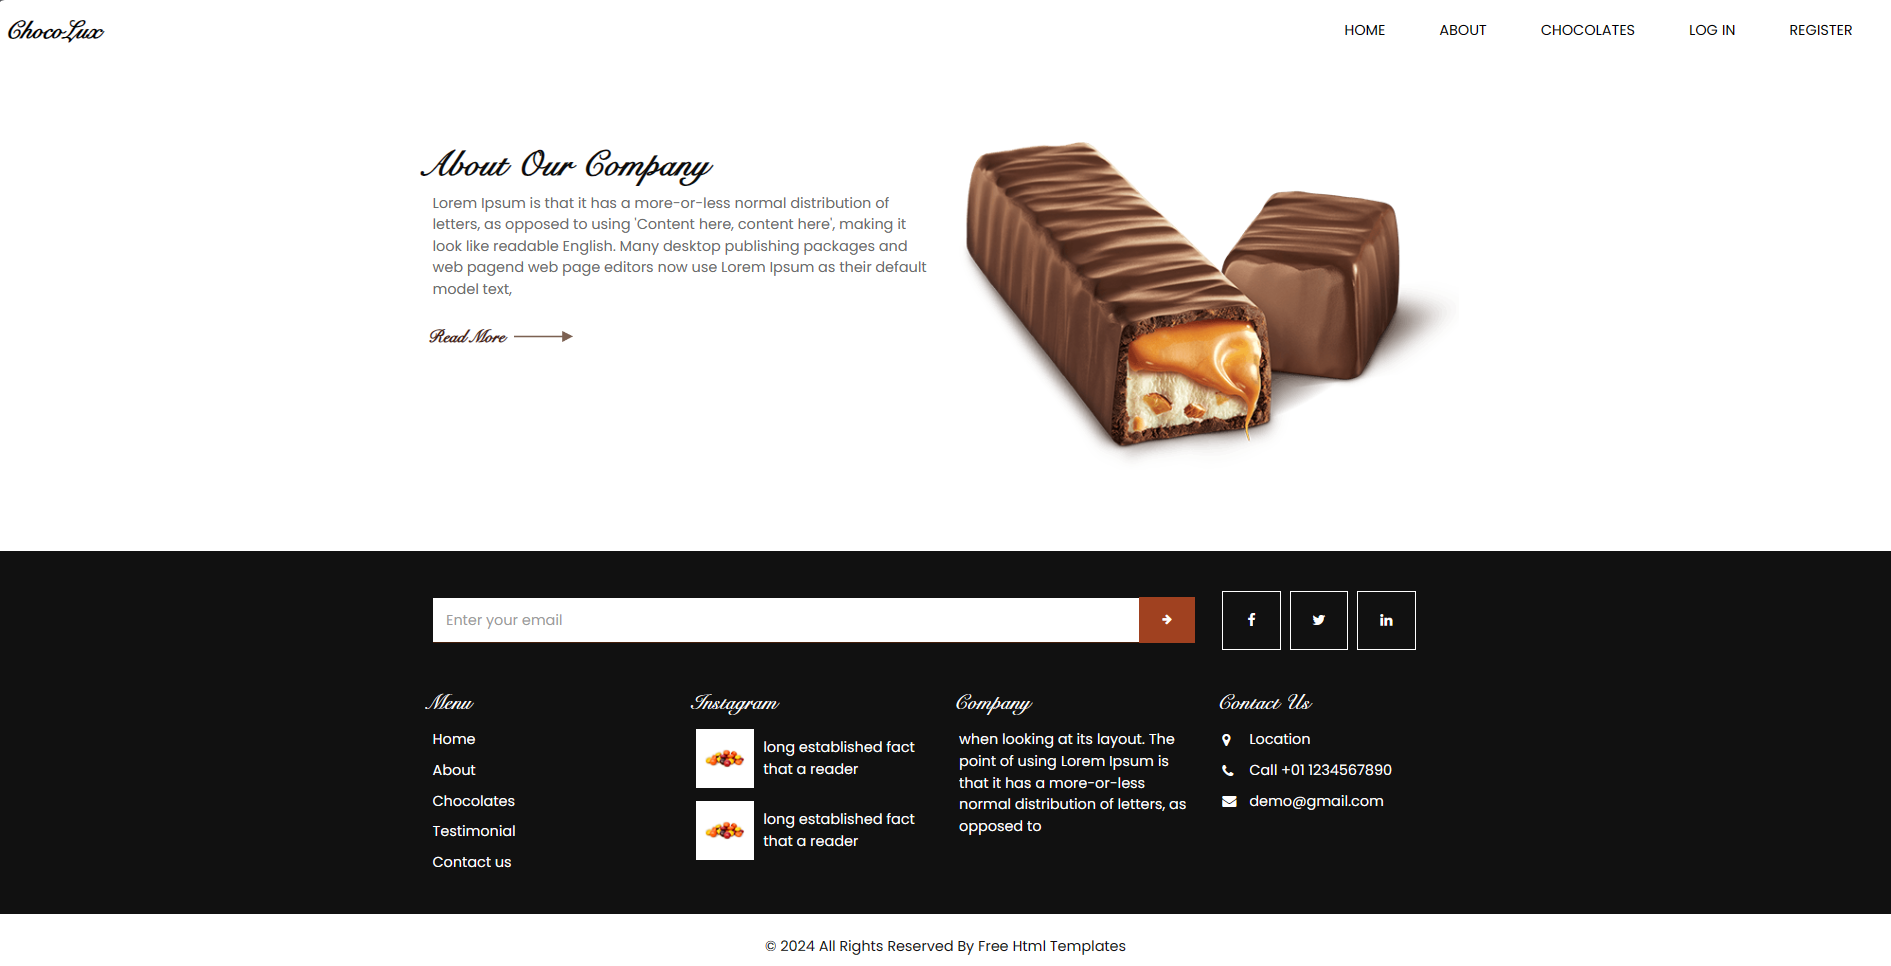 ChocoLux
HOME ABOUT CHOCOLATES LOG IN REGISTER
About Our Company
Lorem Ipsum is that it has a more-or-less normal distribution of
letters, as opposed to using 'Content here, content here', making it
look like readable English. Many desktop publishing packages and
web pagend web page editors now use Lorem Ipsum as their default
model text,
Read More
Enter your email
Menu
Home
About
Chocolates
Testimonial
Contact us
Instagram
long established fact
that a reader
long established fact
that a reader
Company
when looking at its layout. The
point of using Lorem Ipsum is
that it has a more-or-less
normal distribution of letters, as
opposed to
Contact Us
Location
Call +01 1234567890
demo@gmail.com
© 2024 All Rights Reserved By Free Html Templates